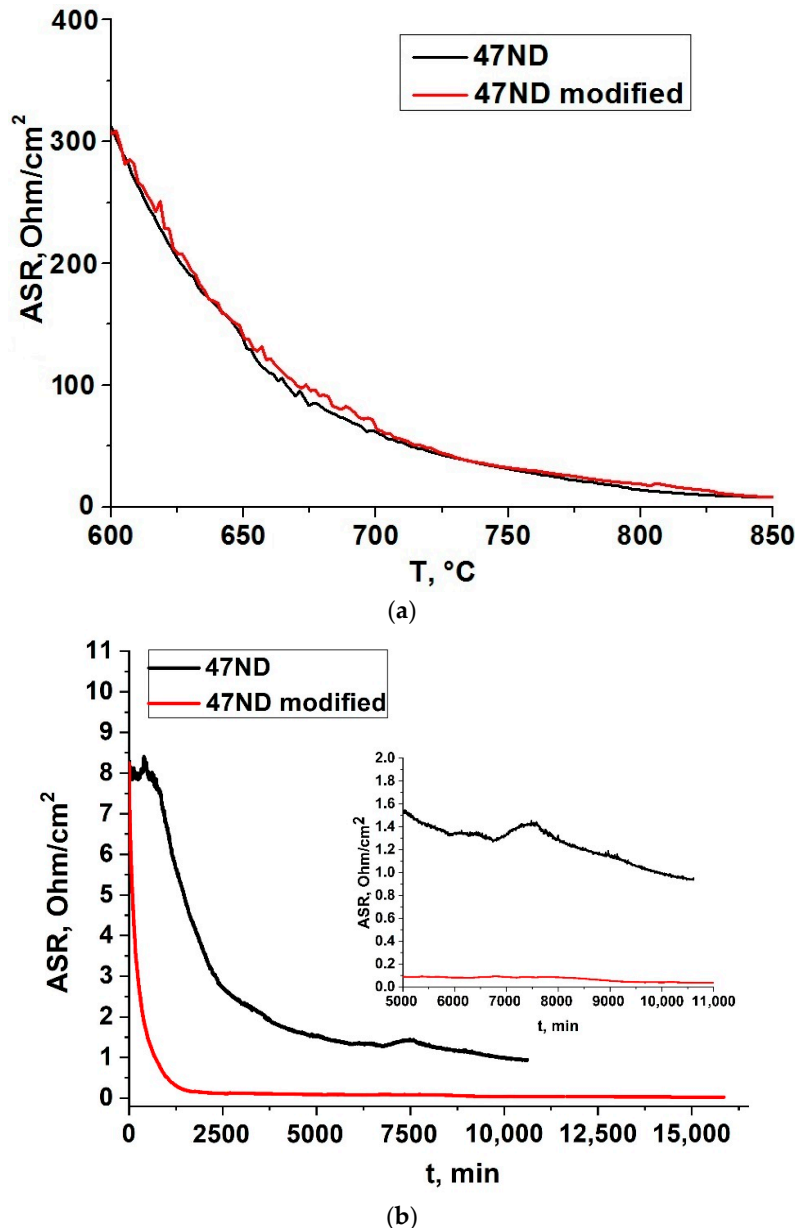 400
300
200
100
0
ASR, Ohm/cm²
47ND
47ND modified
600 650 700 750 800 850
T, °C
(a)
11
10
9
8
7
6
5
4
3
2
1
0
ASR, Ohm/cm²
47ND
47ND modified
2.0
1.8
1.6
1.4
1.2
1.0
0.8
0.6
0.4
0.2
0.0
ASR, Ohm/cm²
5000 6000 7000 8000 9000 10,000 11,000
t, min
0 2500 5000 7500 10,000 12,500 15,000
t, min
(b)